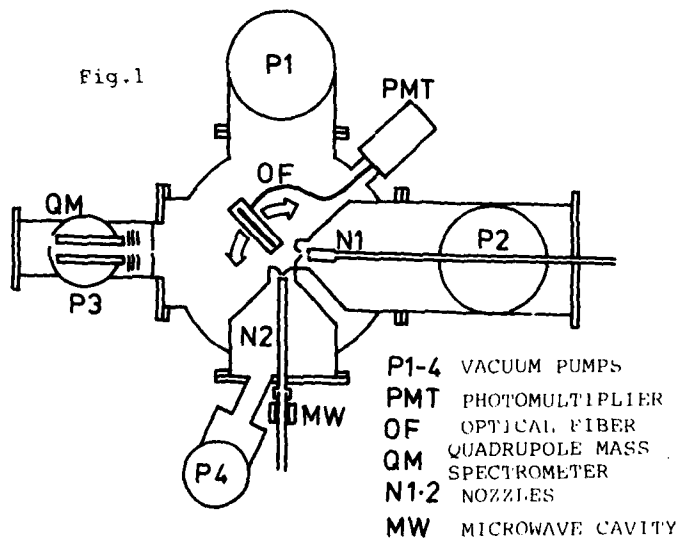 Fig.1
P1
PMT
OF
QM
N1
P2
P3
N2
MW
P4
P1-4 VACUUM PUMPS
PMT PHOTOMULTIPLIER
OF OPTICAL FIBER
QM QUADRUPOLE MASS
SPECTROMETER
N1·2 NOZZLES
MW MICROWAVE CAVITY